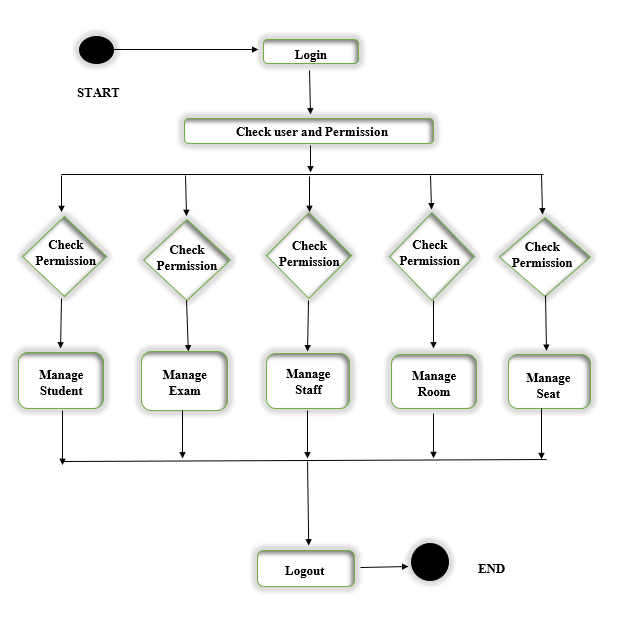 Login
START
Check user and Permission
Check
Permission
Check
Permission
Check
Permission
Check
Permission
Check
Permission
Manage
Student
Manage
Exam
Manage
Staff
Manage
Room
Manage
Seat
Logout
END